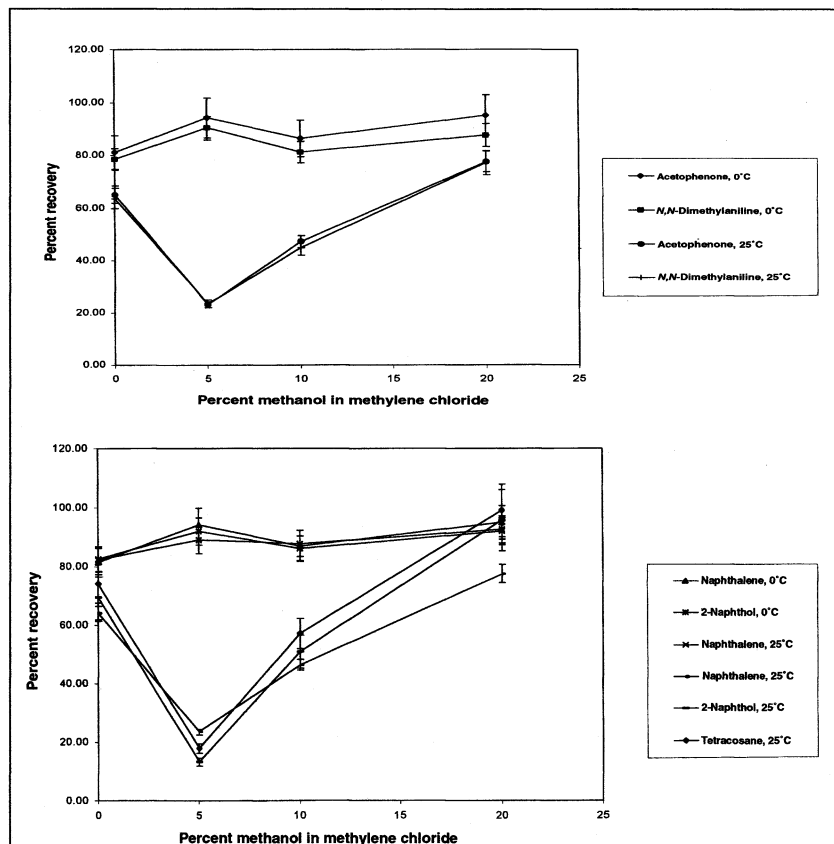 120.00
100.00
80.00
60.00
40.00
20.00
0.00
Percent recovery
0 5 10 15 20 25
Percent methanol in methylene chloride
Acetophenone, 0°C
N,N-Dimethylaniline, 0°C
Acetophenone, 25°C
N,N-Dimethylaniline, 25°C
120.00
100.00
80.00
60.00
40.00
20.00
0.00
Percent recovery
0 5 10 15 20 25
Percent methanol in methylene chloride
Naphthalene, 0°C
2-Naphthol, 0°C
Naphthalene, 25°C
Naphthalene, 25°C
2-Naphthol, 25°C
Tetracosane, 25°C